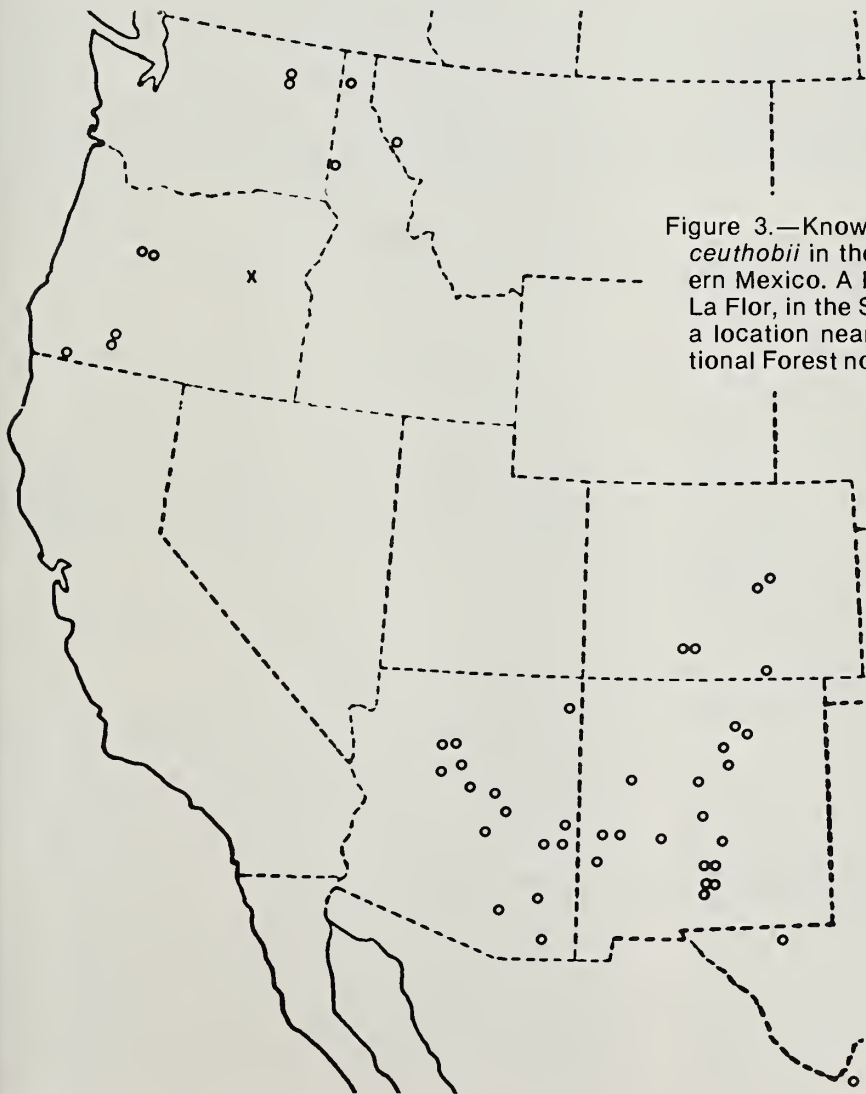 Figure 3.—Know
ceuthobii in the
ern Mexico. A
La Flor, in the S
a location near
tional Forest no
x